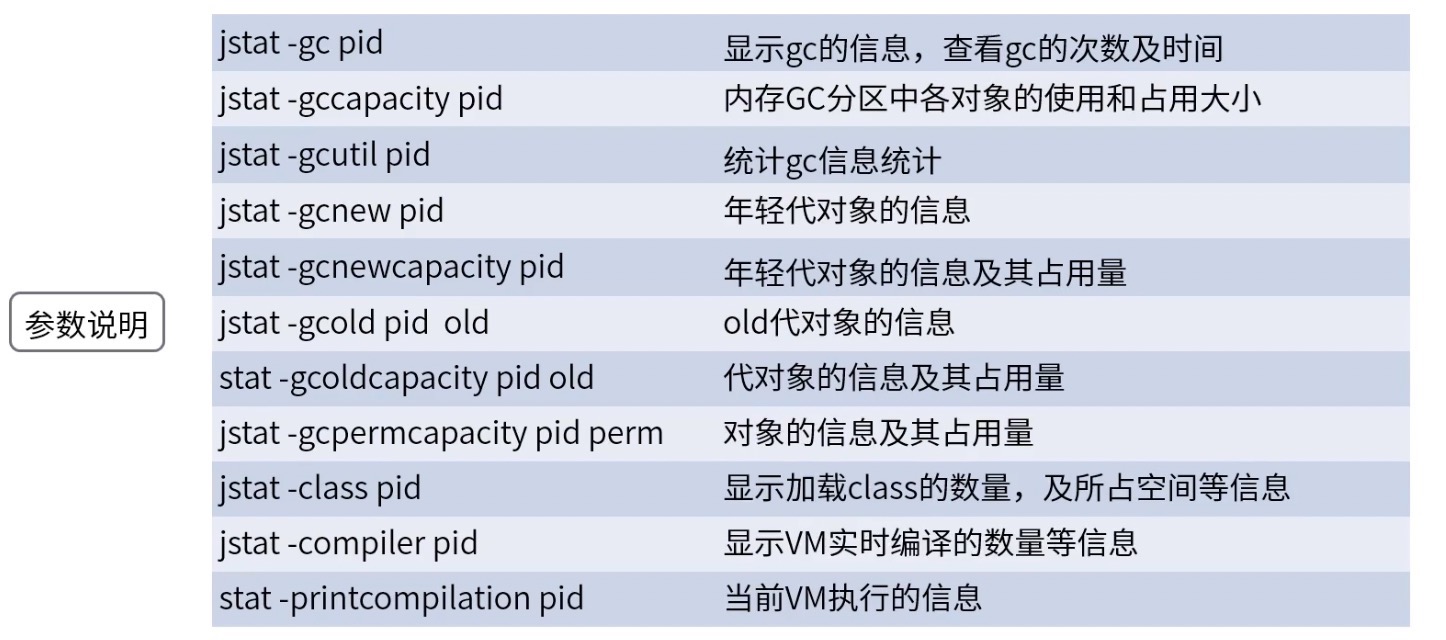 参数说明
jstat -gc pid 显示gc的信息，查看gc的次数及时间
jstat -gccapacity pid 内存GC分区中各对象的使用和占用大小
jstat -gcutil pid 统计gc信息统计
jstat -gcnew pid 年轻代对象的信息
jstat -gcnewcapacity pid 年轻代对象的信息及其占用量
jstat -gcold pid  old old代对象的信息
stat -gcoldcapacity pid old 代对象的信息及其占用量
jstat -gcpermcapacity pid perm 对象的信息及其占用量
jstat -class pid 显示加载class的数量，及所占空间等信息
jstat -compiler pid 显示VM实时编译的数量等信息
stat -printcompilation pid 当前VM执行的信息